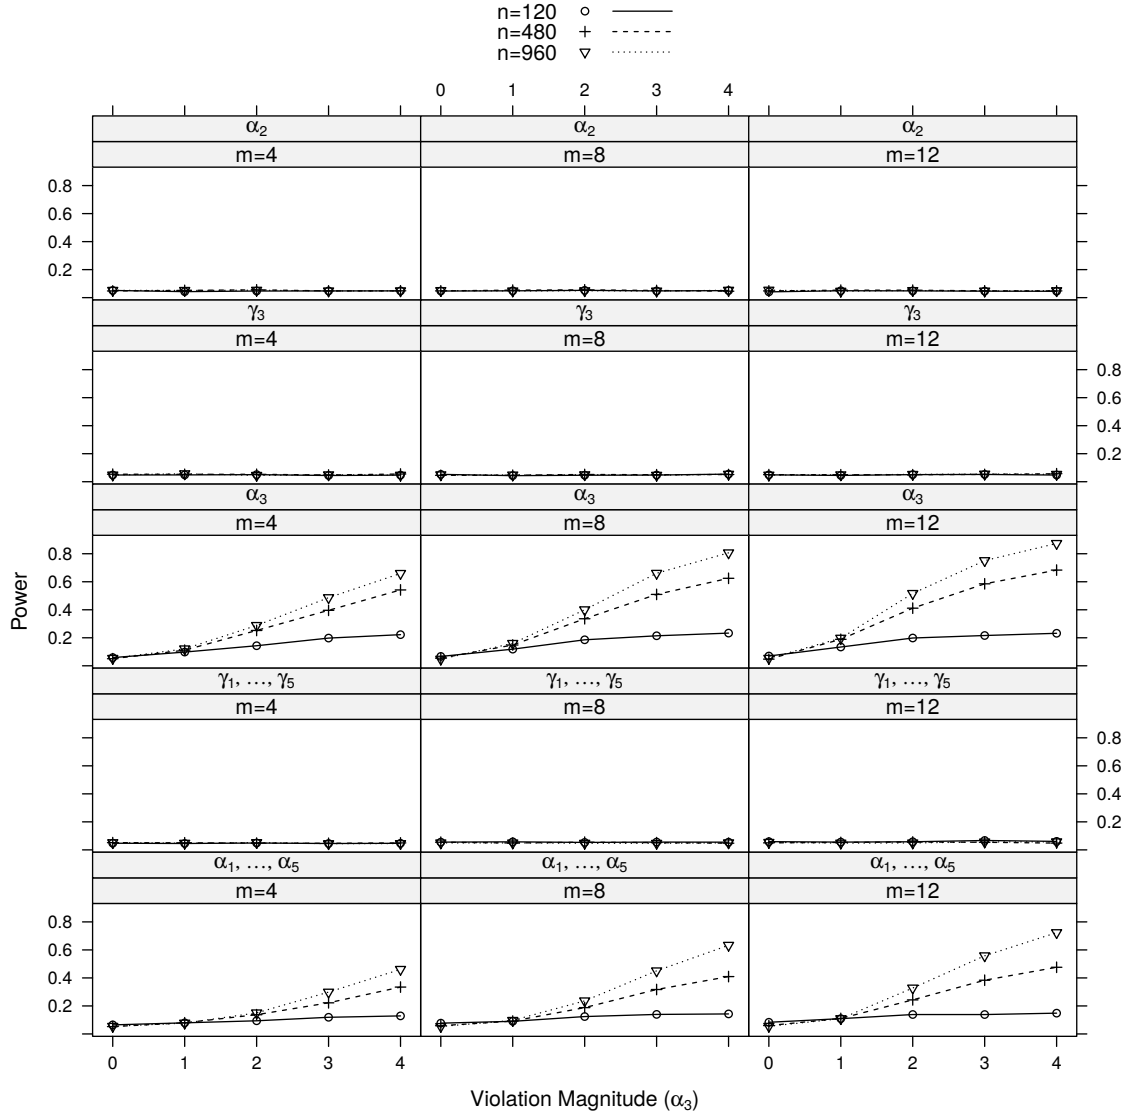 n=120
n=480
n=960
0 1 2 3 4
α2 α2 α2
m=4 m=8 m=12
0.8
0.6
0.4
0.2
γ3 γ3 γ3
m=4 m=8 m=12
0.8
0.6
0.4
0.2
α3 α3 α3
m=4 m=8 m=12
0.8
0.6
0.4
0.2
Power
γ1, …, γ5 γ1, …, γ5 γ1, …, γ5
m=4 m=8 m=12
0.8
0.6
0.4
0.2
α1, …, α5 α1, …, α5 α1, …, α5
m=4 m=8 m=12
0.8
0.6
0.4
0.2
0 1 2 3 4 0 1 2 3 4
Violation Magnitude (α3)